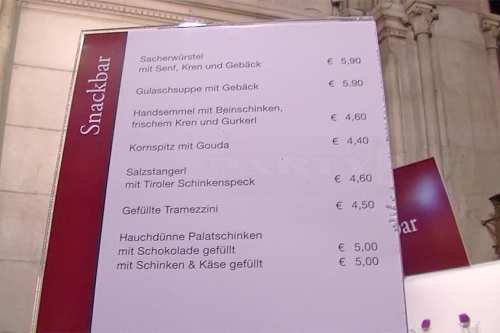 Snackbar
Sacherwürstel
mit Senf, Kren und Gebäck € 5,90
Gulaschsuppe mit Gebäck € 5,90
Handsemmel mit Beinschinken,
frischem Kren und Gurkerl € 4,60
Kornspitz mit Gouda € 4,40
Salzstangerl
mit Tiroler Schinkenspeck € 4,60
Gefüllte Tramezzini € 4,50
Hauchdünne Palatschinken
mit Schokolade gefüllt € 5,00
mit Schinken & Käse gefüllt € 5,00
bar